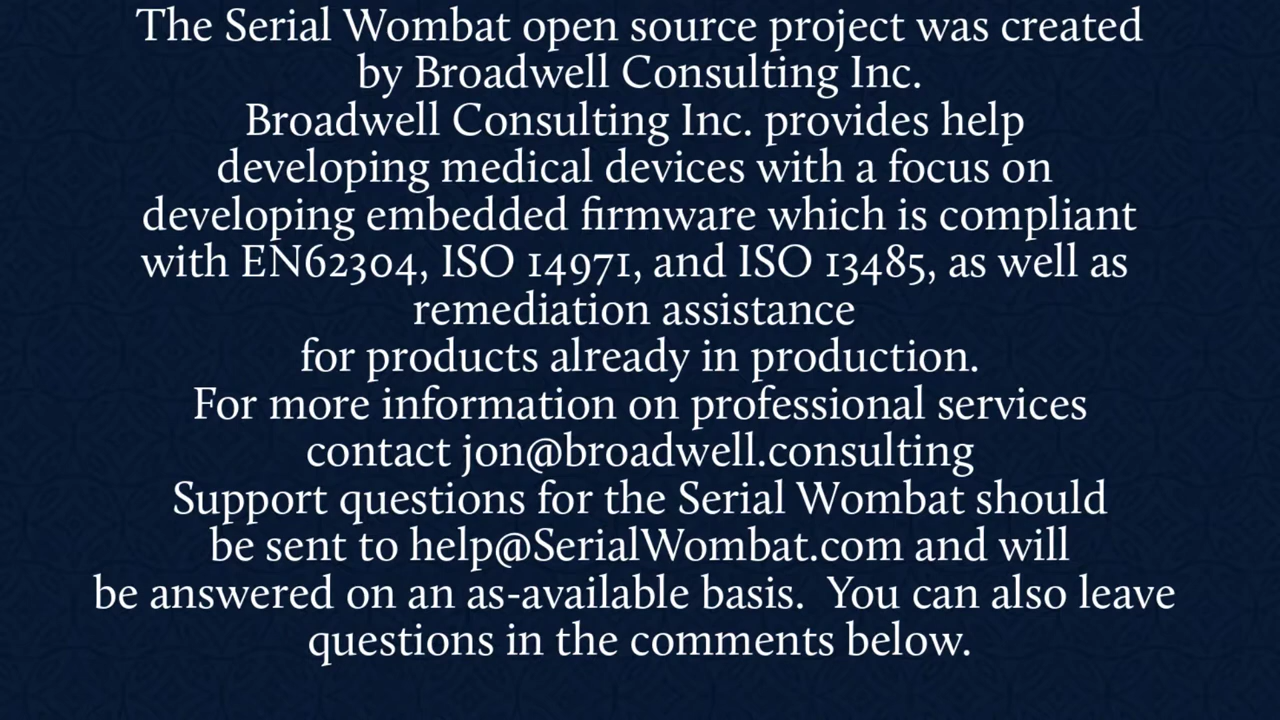 The Serial Wombat open source project was created
by Broadwell Consulting Inc.
Broadwell Consulting Inc. provides help
developing medical devices with a focus on
developing embedded firmware which is compliant
with EN62304, ISO 14971, and ISO 13485, as well as
remediation assistance
for products already in production.
For more information on professional services
contact jon@broadwell.consulting
Support questions for the Serial Wombat should
be sent to help@SerialWombat.com and will
be answered on an as-available basis.  You can also leave
questions in the comments below.